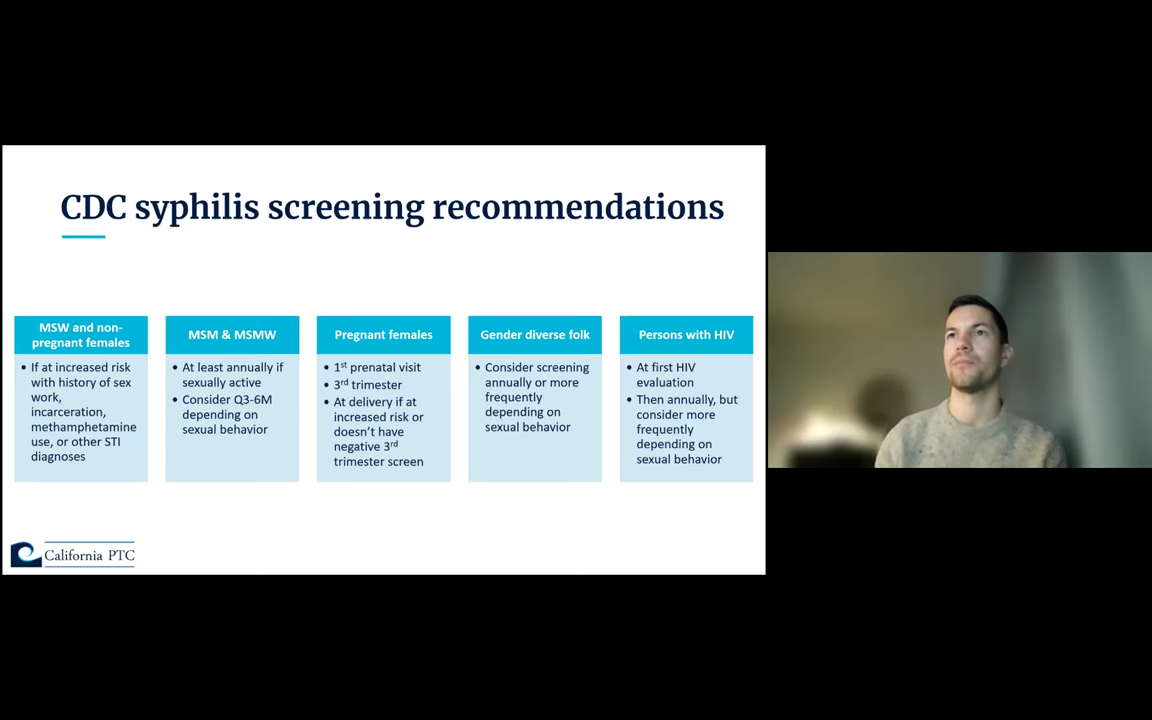 CDC syphilis screening recommendations
MSW and non-
pregnant females
• If at increased risk
with history of sex
work,
incarceration,
methamphetamine
use, or other STI
diagnoses
MSM & MSMW
• At least annually if
sexually active
• Consider Q3-6M
depending on
sexual behavior
Pregnant females
• 1st prenatal visit
• 3rd trimester
• At delivery if at
increased risk or
doesn't have
negative 3rd
trimester screen
Gender diverse folk
• Consider screening
annually or more
frequently
depending on
sexual behavior
Persons with HIV
• At first HIV
evaluation
• Then annually, but
consider more
frequently
depending on
sexual behavior
California PTC